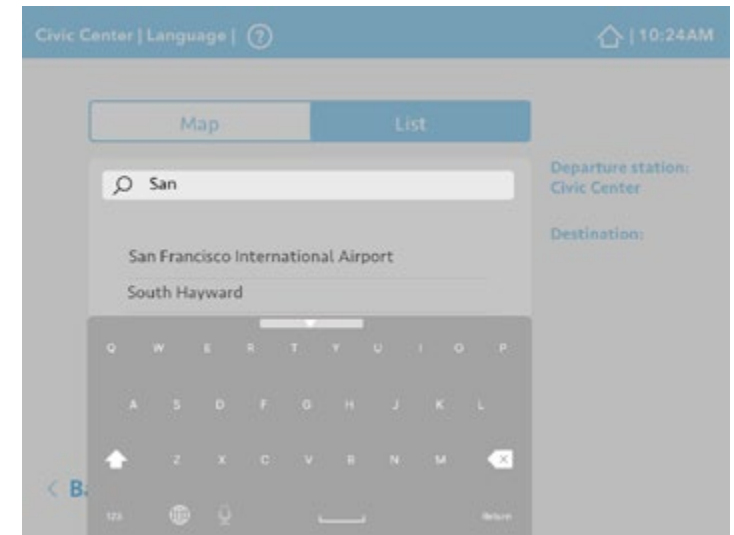 Civic Center | Language | ?
| 10:24AM
Map
List
San
Departure station:
Civic Center
Destination:
San Francisco International Airport
South Hayward
Q W E R T Y U I O P
A S D F G H J K L
Z X C V B N M
< Ba
123
Return